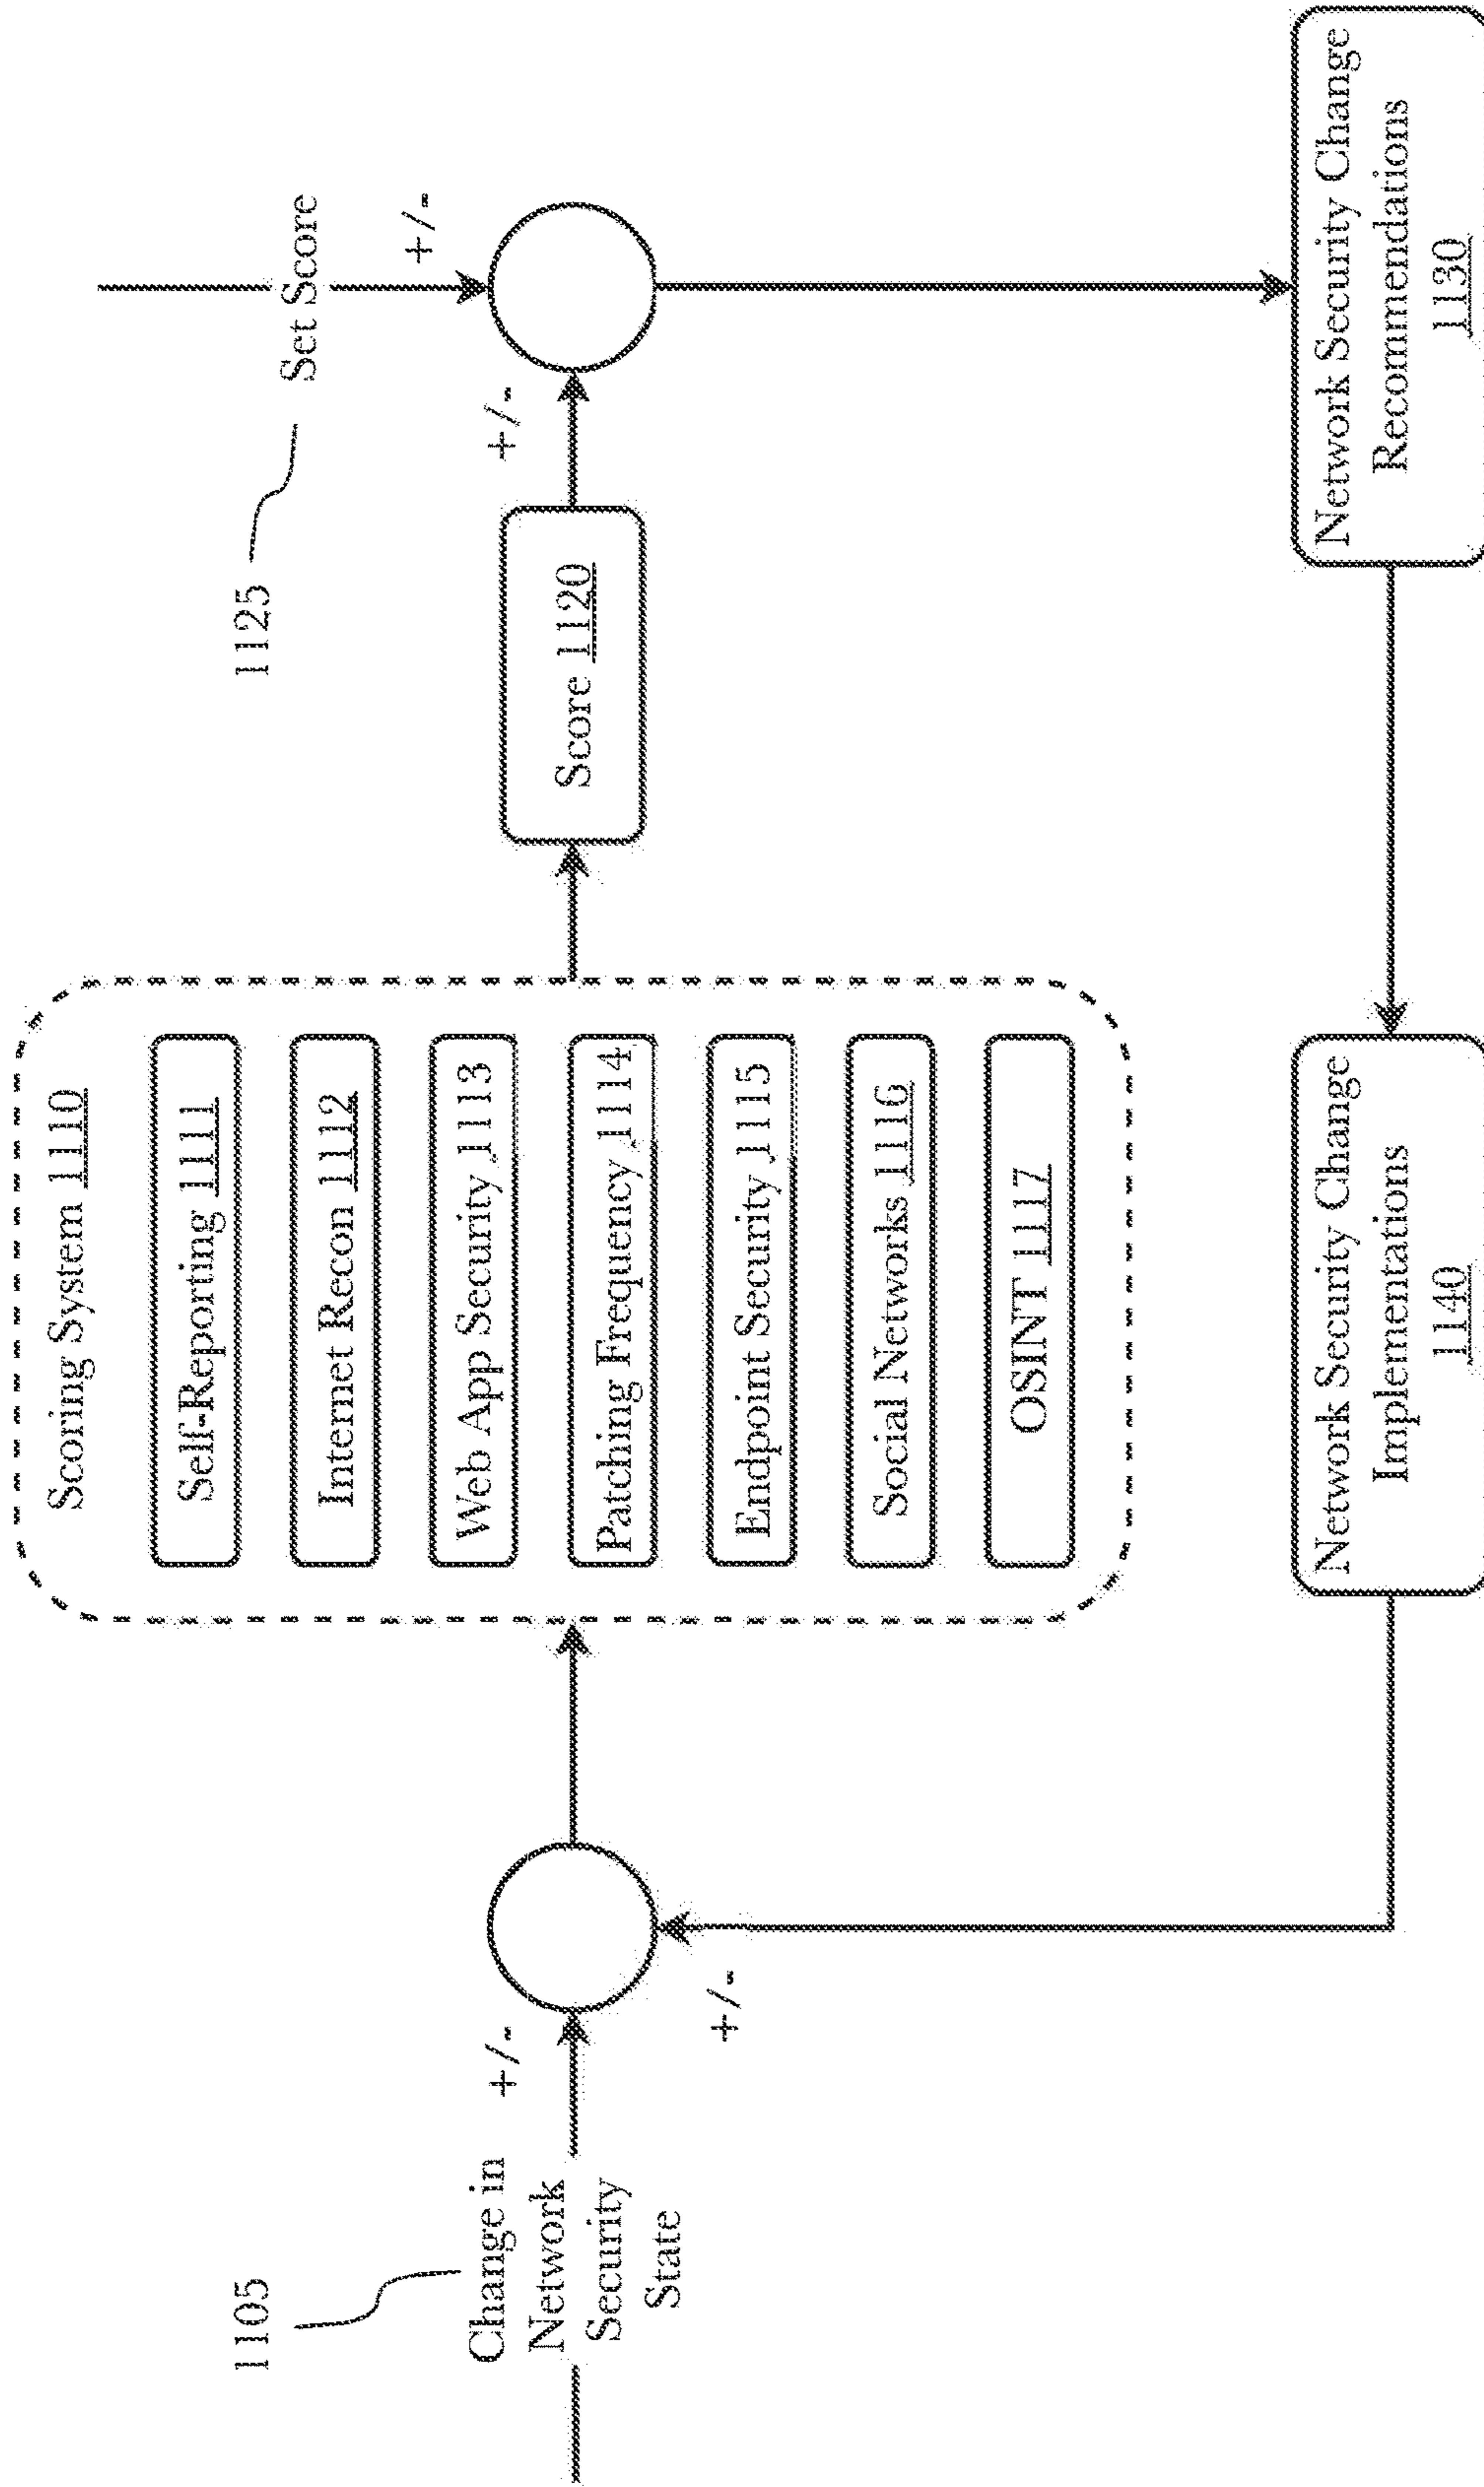 1105
Change in
Network
Security
State
+/-
+/-
Scoring System 1110
Self-Reporting 1111
Internet Recon 1112
Web App Security 1113
Patching Frequency 1114
Endpoint Security 1115
Social Networks 1116
OSINT 1117
Score 1120
+/-
1125
Set Score
+/-
Network Security Change
Recommendations
1130
Network Security Change
Implementations
1140